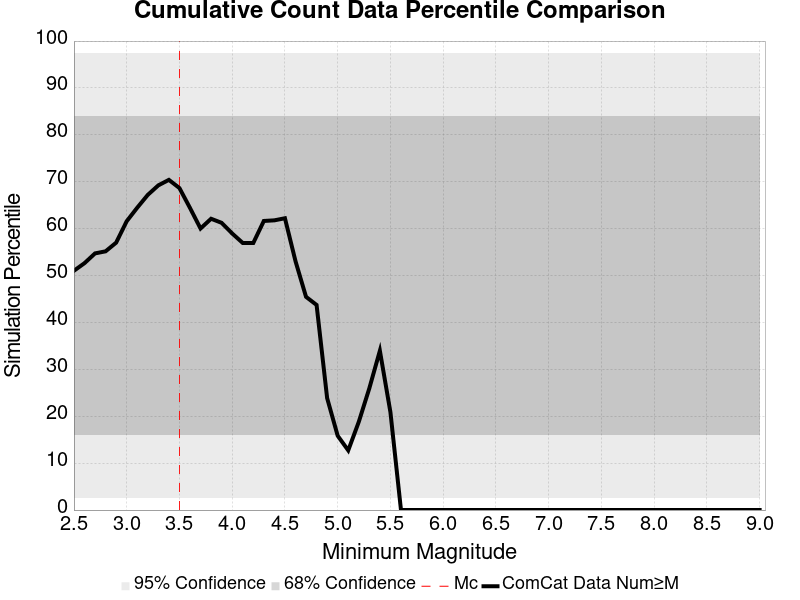 Cumulative Count Data Percentile Comparison
100
90
80
70
60
50
40
30
20
10
0
Simulation Percentile
2.5 3.0 3.5 4.0 4.5 5.0 5.5 6.0 6.5 7.0 7.5 8.0 8.5 9.0
Minimum Magnitude
95% Confidence 68% Confidence Mc ComCat Data Num≥M